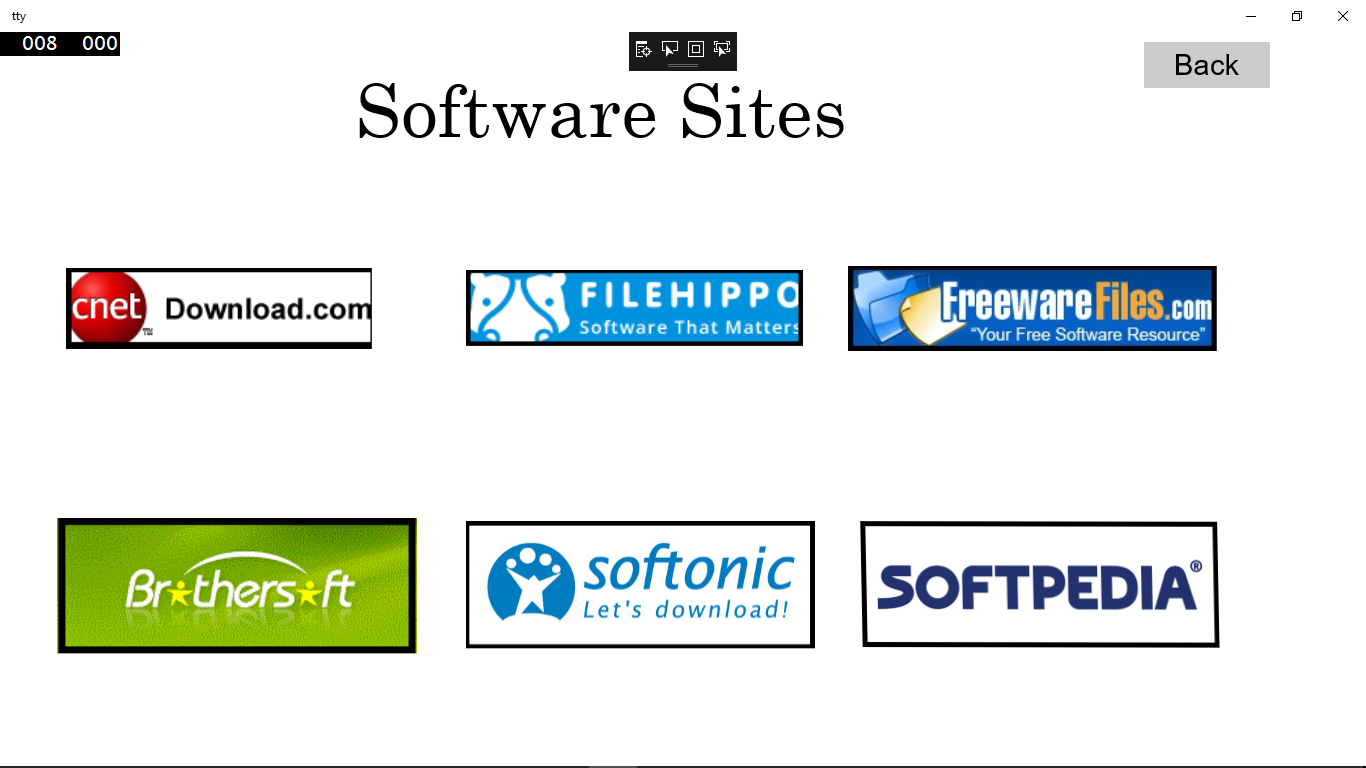 tty
008 000
Back
Software Sites
cnet Download.com
TM
FILEHIPPO
Software That Matters
FreewareFiles.com
"Your Free Software Resource"
Brothersoft
softonic
Let's download!
SOFTPEDIA®